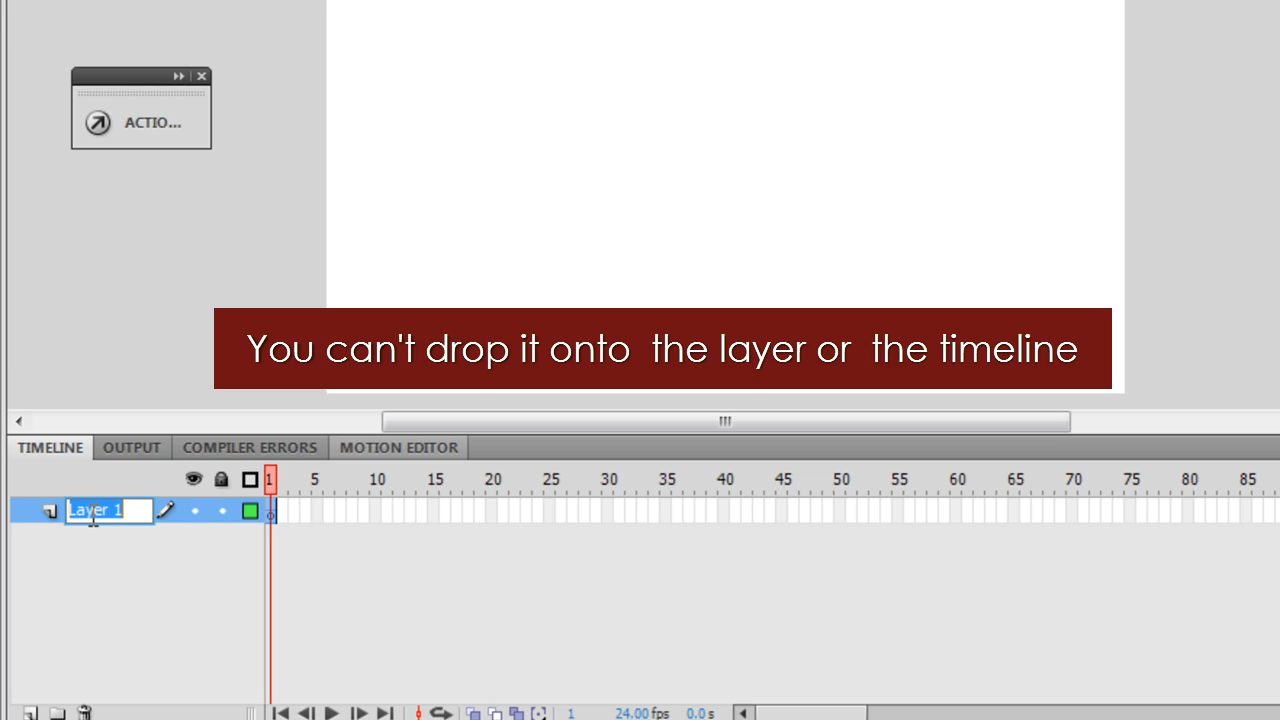 ACTIO...
You can't drop it onto the layer or the timeline
TIMELINE OUTPUT COMPILER ERRORS MOTION EDITOR
1 5 10 15 20 25 30 35 40 45 50 55 60 65 70 75 80 85
Layer 1
1 24.00 fps 0.0 s